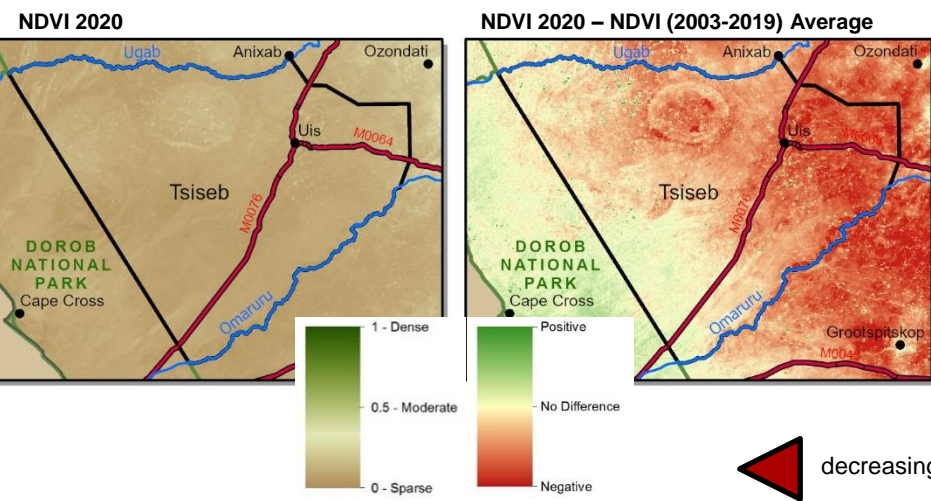 NDVI 2020
Ugab
Anixab
Ozondati
Uis
M0064
Tsiseb
M0076
DOROB
NATIONAL
PARK
Cape Cross
Omaruru
1 - Dense
0.5 - Moderate
0 - Sparse
NDVI 2020 – NDVI (2003-2019) Average
Ugab
Anixab
Ozondati
Uis
Tsiseb
M0076
DOROB
NATIONAL
PARK
Cape Cross
Omaruru
Grootspitskop
Positive
No Difference
Negative
decreasing